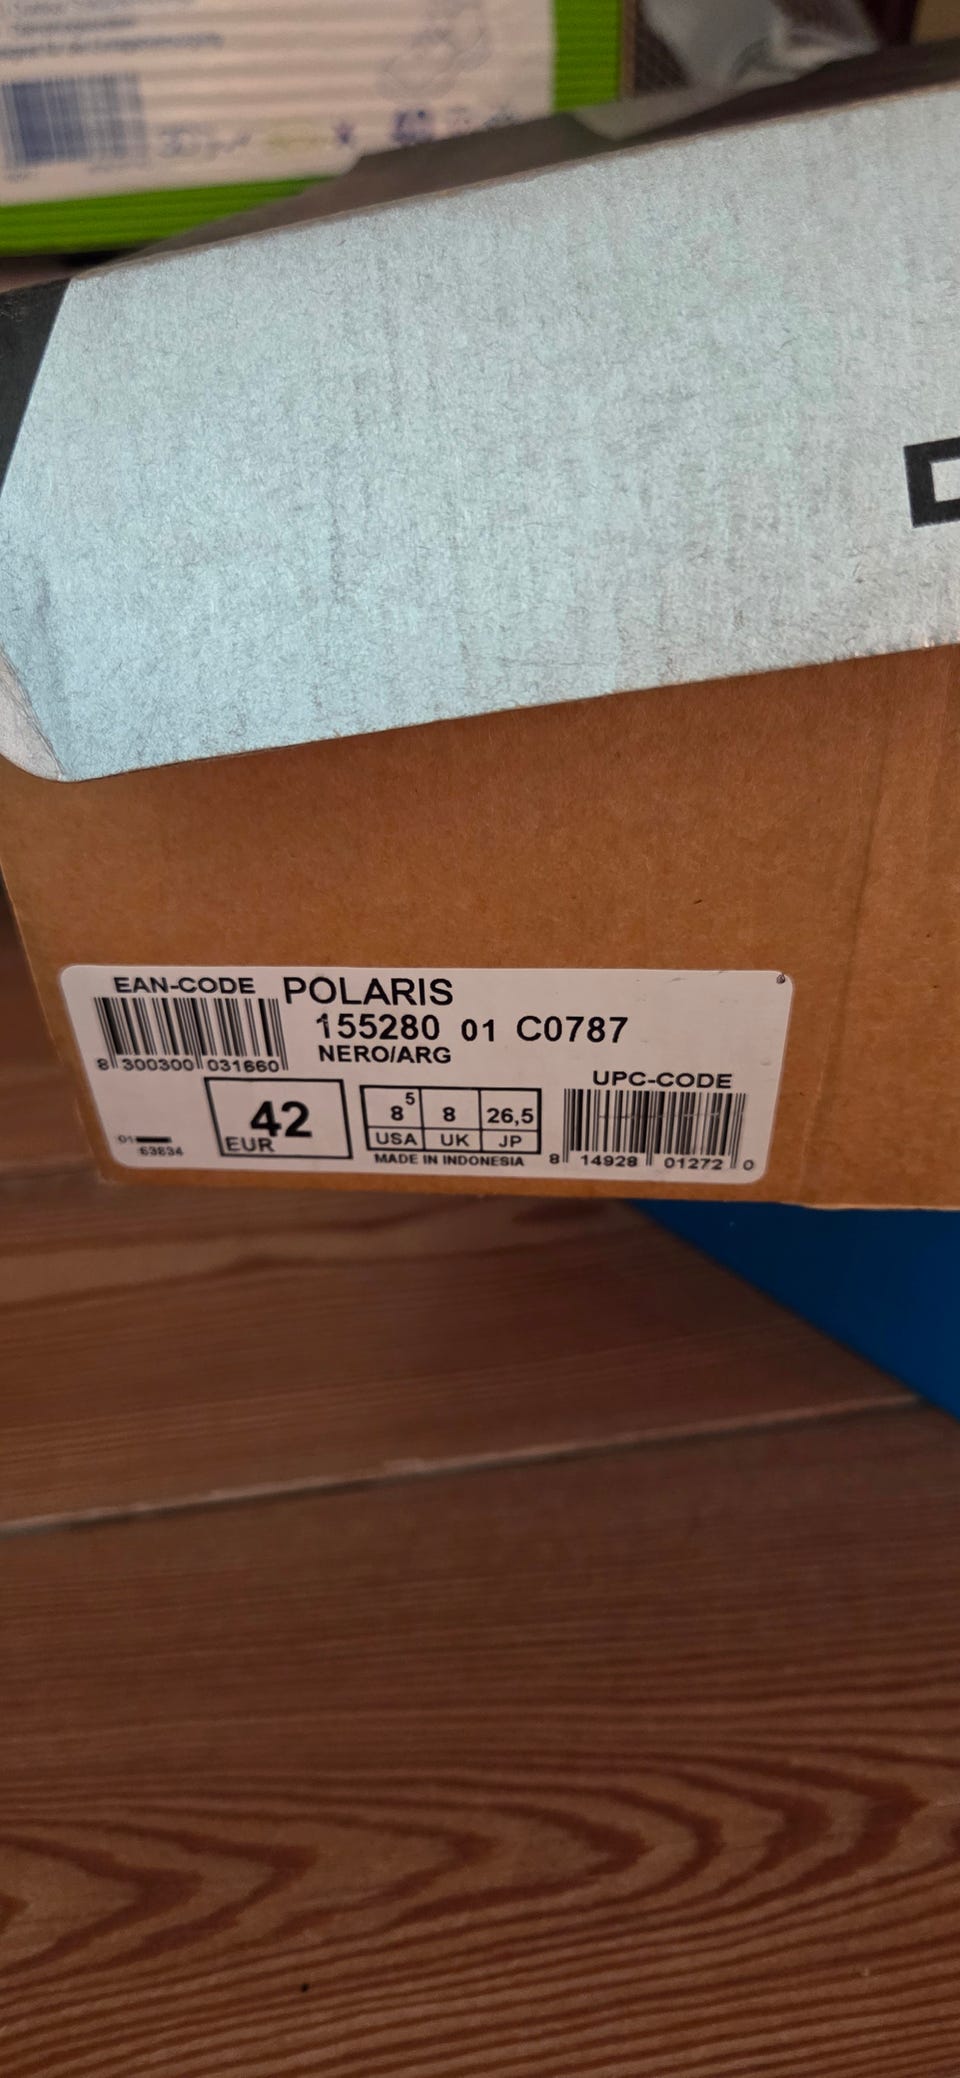 EAN-CODE POLARIS
155280 01 C0787
NERO/ARG
8 300300 031660
UPC-CODE
42
EUR
8 5 8 26,5
USA UK JP
MADE IN INDONESIA
8 14928 01272 0
01
63834